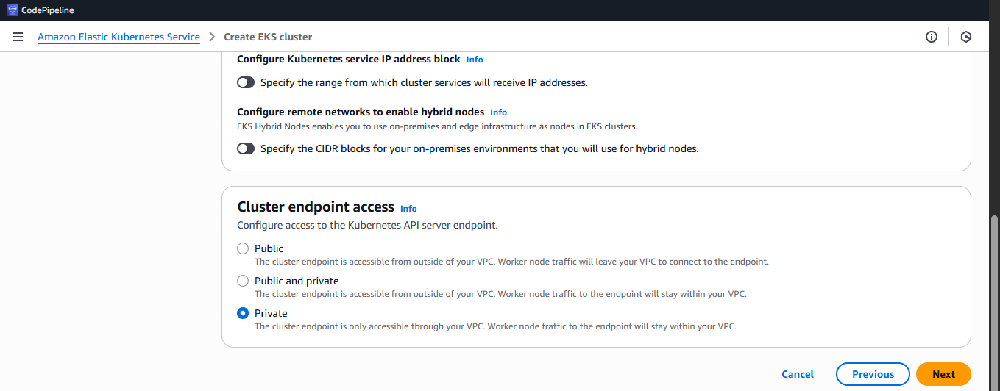 CodePipeline
Amazon Elastic Kubernetes Service > Create EKS cluster
Configure Kubernetes service IP address block Info
Specify the range from which cluster services will receive IP addresses.
Configure remote networks to enable hybrid nodes Info
EKS Hybrid Nodes enables you to use on-premises and edge infrastructure as nodes in EKS clusters.
Specify the CIDR blocks for your on-premises environments that you will use for hybrid nodes.
Cluster endpoint access Info
Configure access to the Kubernetes API server endpoint.
Public
The cluster endpoint is accessible from outside of your VPC. Worker node traffic will leave your VPC to connect to the endpoint.
Public and private
The cluster endpoint is accessible from outside of your VPC. Worker node traffic to the endpoint will stay within your VPC.
Private
The cluster endpoint is only accessible through your VPC. Worker node traffic to the endpoint will stay within your VPC.
Cancel Previous Next